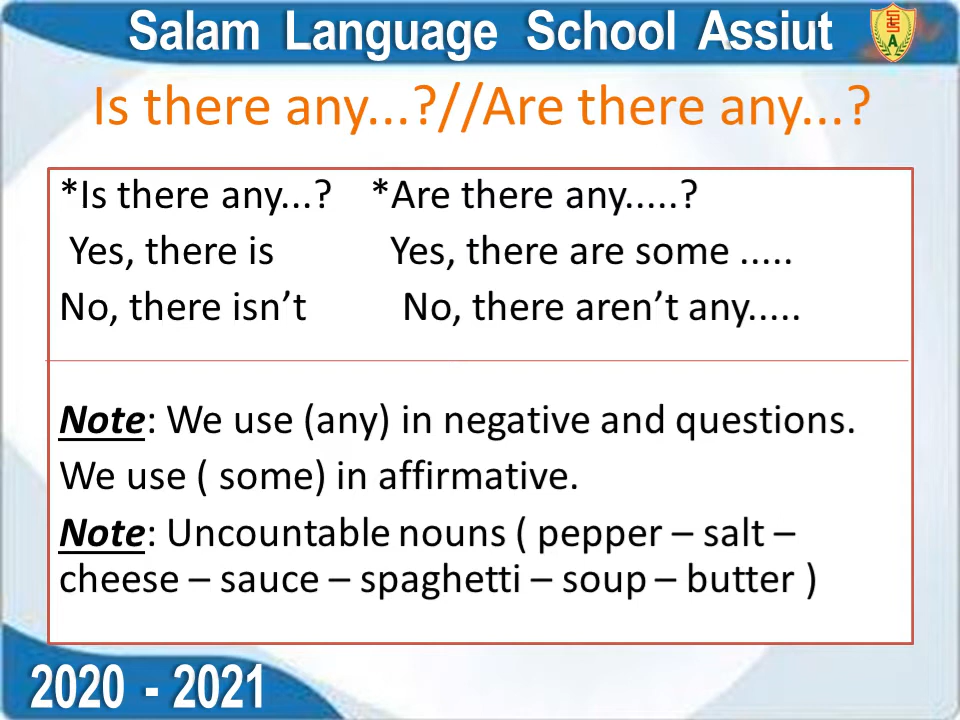 Salam Language School Assiut
Is there any...?//Are there any...?
*Is there any...? *Are there any.....?
Yes, there is Yes, there are some .....
No, there isn’t No, there aren’t any.....
Note: We use (any) in negative and questions.
We use ( some) in affirmative.
Note: Uncountable nouns ( pepper – salt –
cheese – sauce – spaghetti – soup – butter )
2020 - 2021